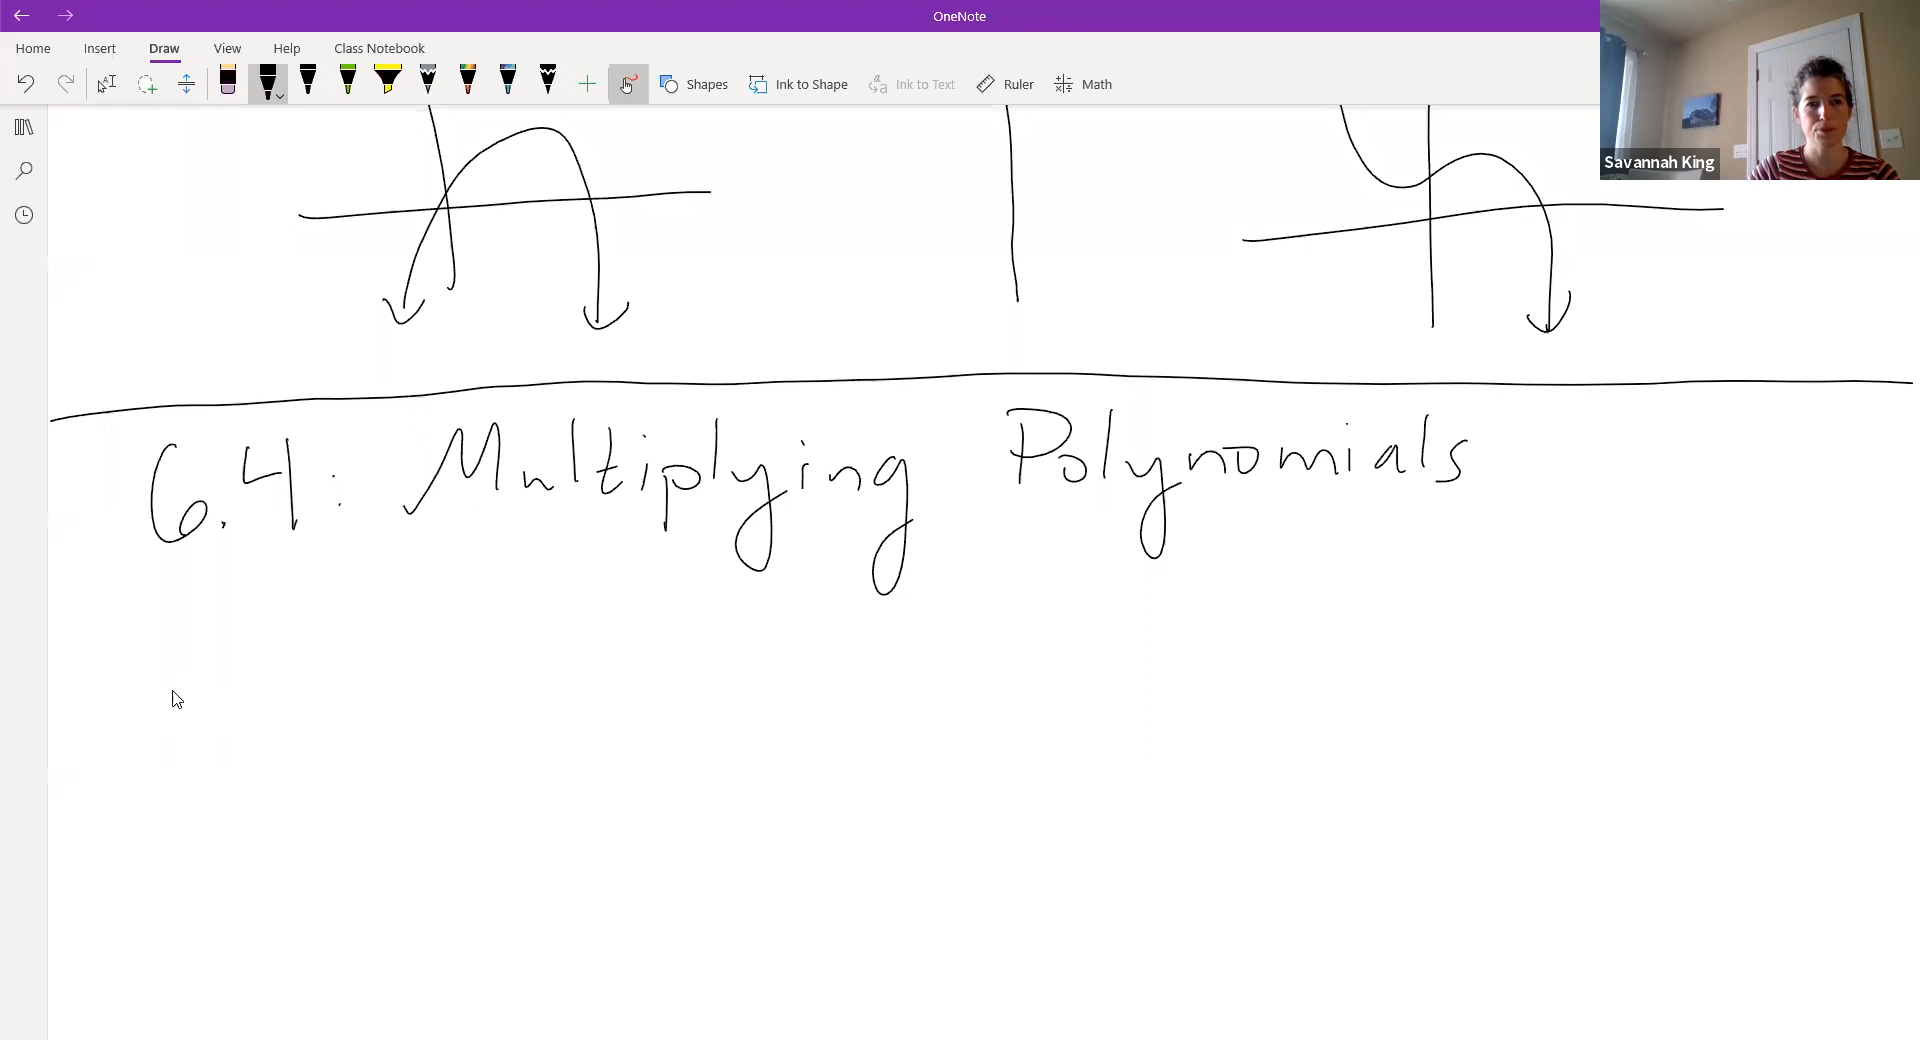 OneNote
Home Insert Draw View Help Class Notebook
Shapes Ink to Shape Ink to Text Ruler Math
Savannah King
6.4: Multiplying Polynomials